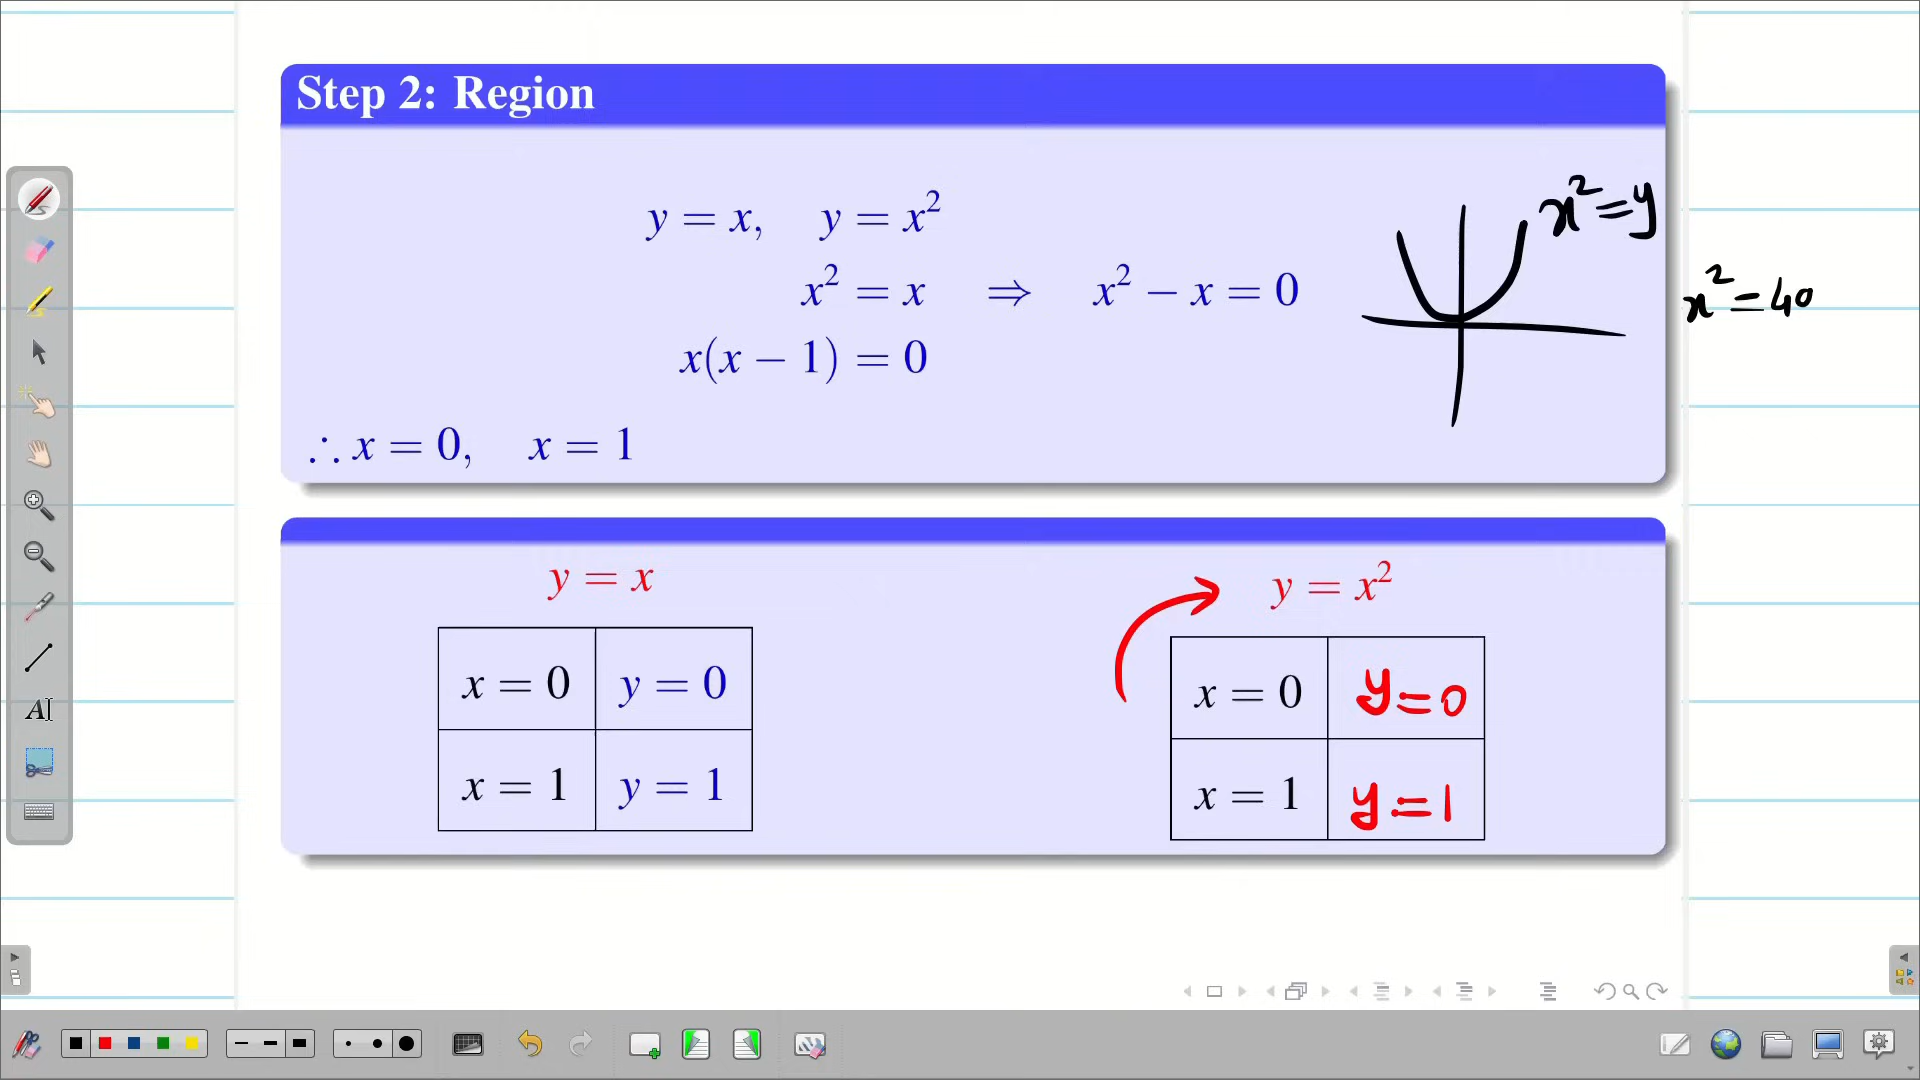 Step 2: Region
y = x, y = x²
x² = x ⇒ x² − x = 0
x(x − 1) = 0
∴ x = 0, x = 1
x² = y
x² = 40
y = x
x = 0 y = 0
x = 1 y = 1
y = x²
x = 0 y = 0
x = 1 y = 1
A